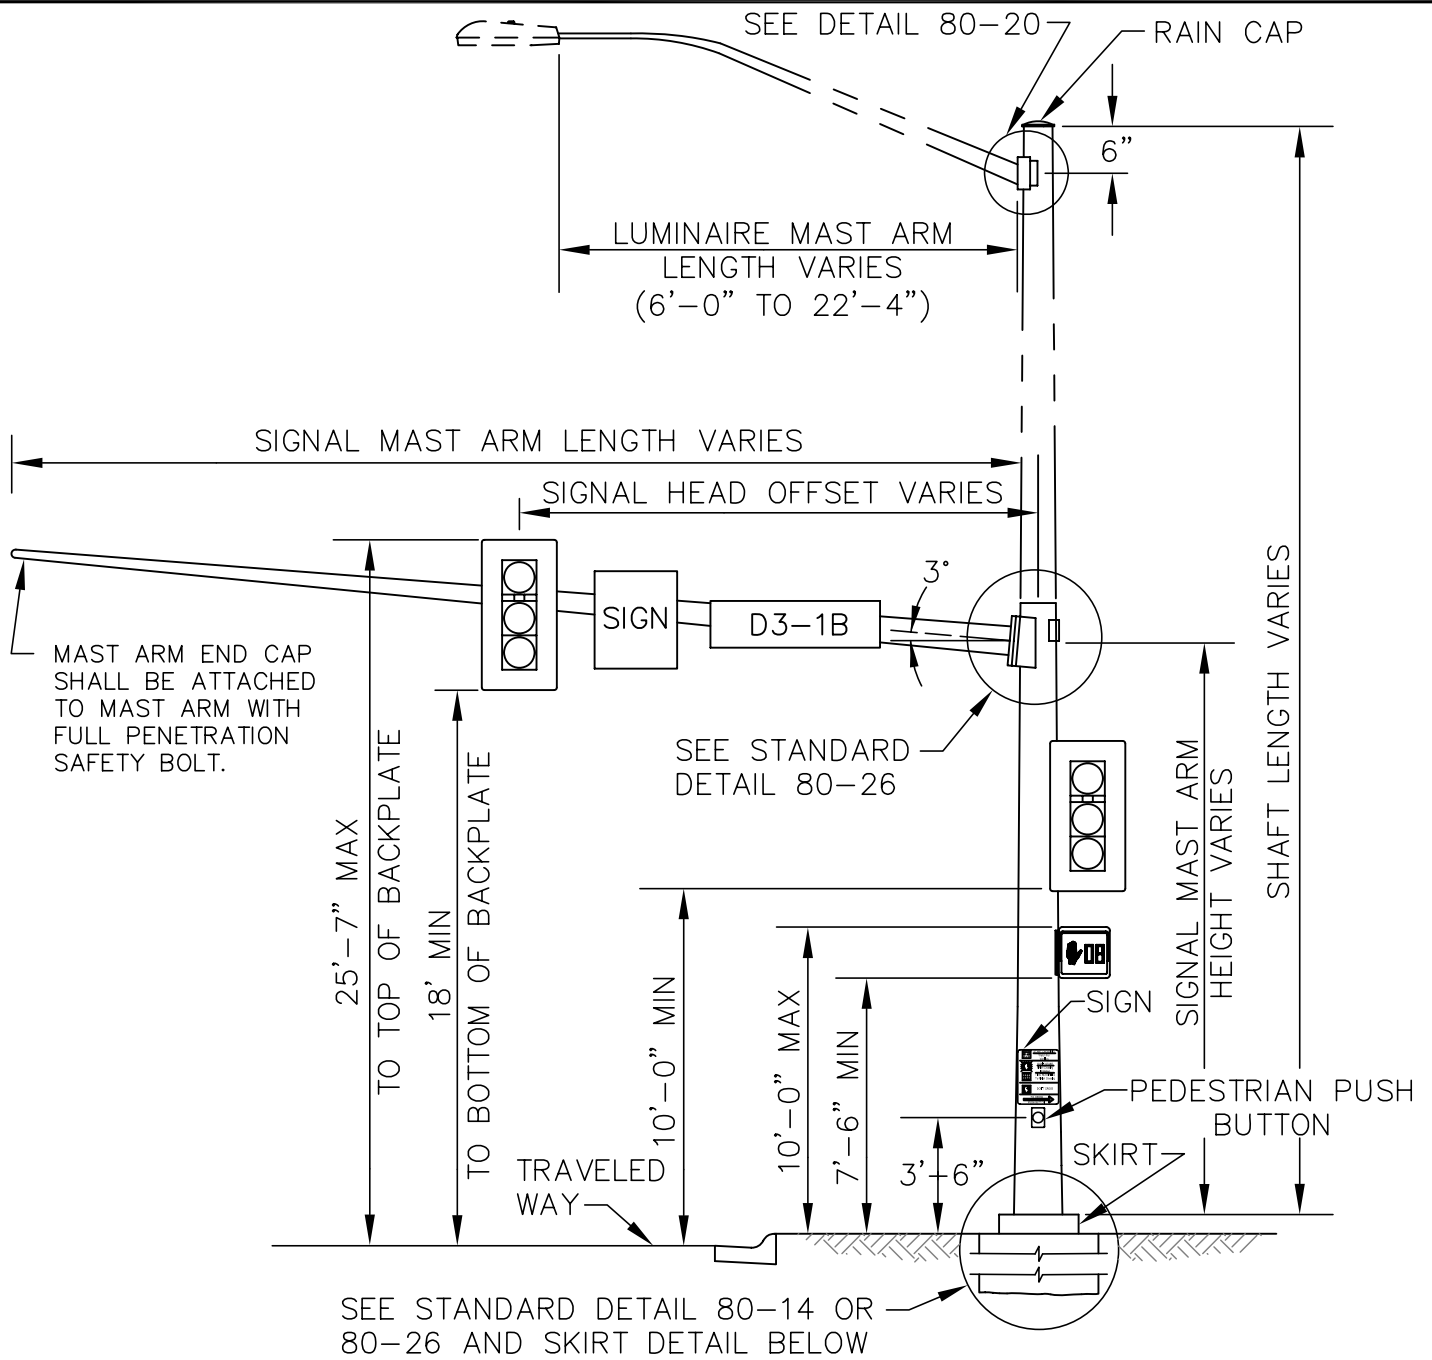 SEE DETAIL 80-20
RAIN CAP
6"
LUMINAIRE MAST ARM
LENGTH VARIES
(6'-0" TO 22'-4")
SIGNAL MAST ARM LENGTH VARIES
SIGNAL HEAD OFFSET VARIES
3°
SIGN
D3-1B
MAST ARM END CAP
SHALL BE ATTACHED
TO MAST ARM WITH
FULL PENETRATION
SAFETY BOLT.
SEE STANDARD
DETAIL 80-26
25'-7" MAX
TO TOP OF BACKPLATE
18' MIN
TO BOTTOM OF BACKPLATE
10'-0" MIN
10'-0" MAX
7'-6" MIN
3'-6"
SIGNAL MAST ARM
HEIGHT VARIES
SHAFT LENGTH VARIES
08
SIGN
PEDESTRIAN PUSH
BUTTON
SKIRT
TRAVELED
WAY
SEE STANDARD DETAIL 80-14 OR
80-26 AND SKIRT DETAIL BELOW